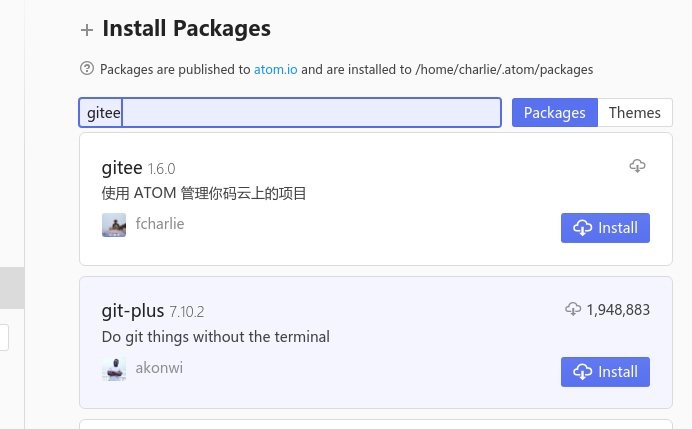 Install Packages
Packages are published to atom.io and are installed to /home/charlie/.atom/packages
gitee
Packages
Themes
gitee 1.6.0
使用 ATOM 管理你码云上的项目
fcharlie
Install
git-plus 7.10.2
1,948,883
Do git things without the terminal
akonwi
Install